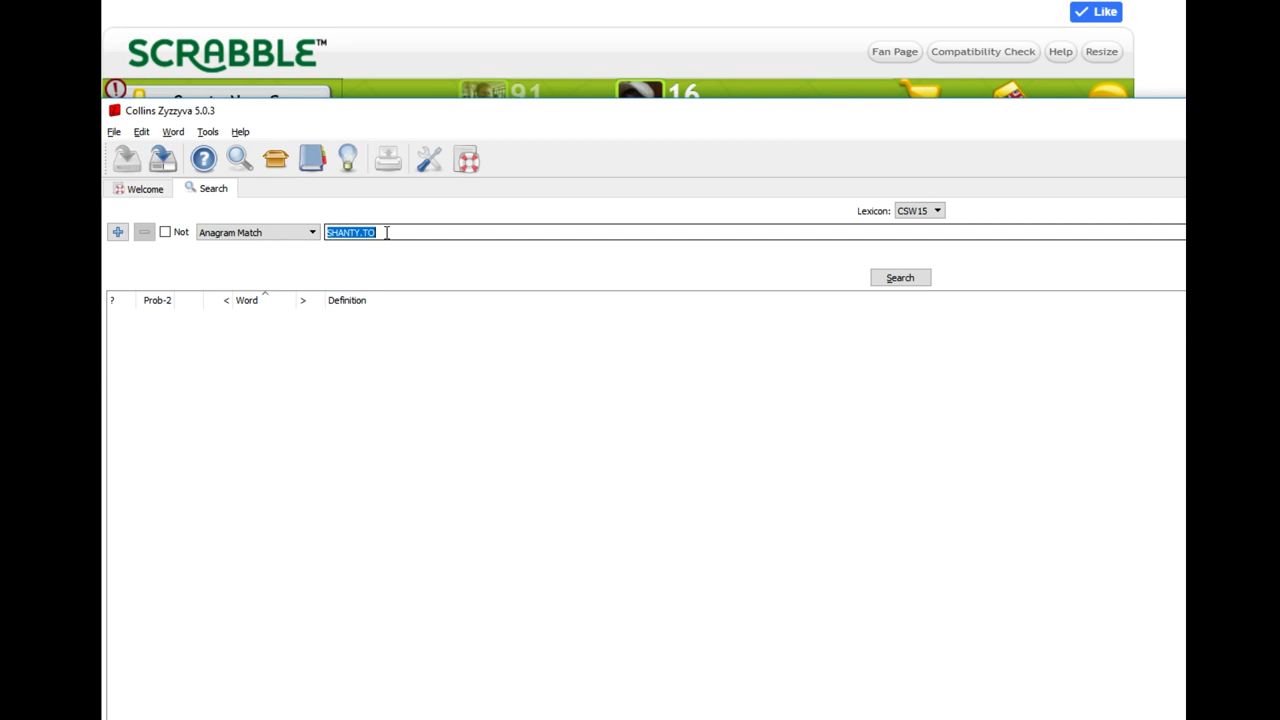 Like
SCRABBLE™
Fan Page Compatibility Check Help Resize
91 16
Collins Zyzzyva 5.0.3
File Edit Word Tools Help
Welcome Search
Lexicon: CSW15
Not Anagram Match SHANTY.TO
Search
? Prob-2 < Word > Definition